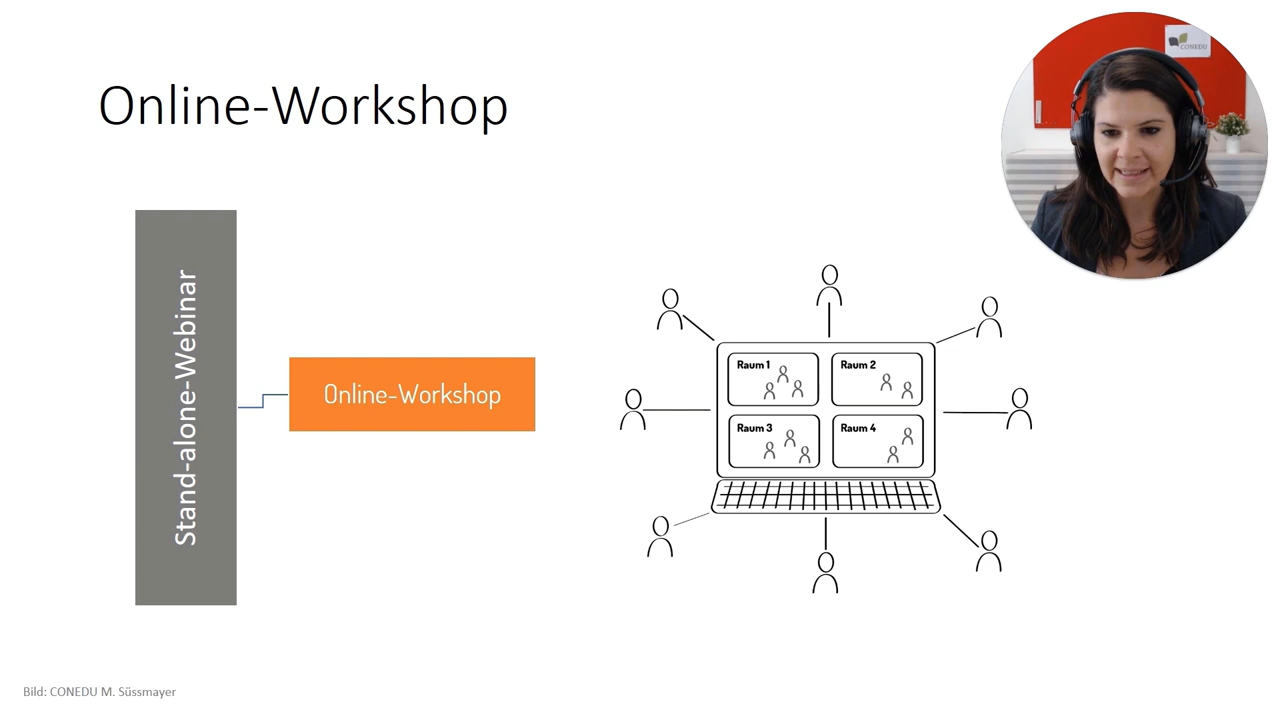 Online-Workshop
CONEDU
Stand-alone-Webinar
Online-Workshop
Raum 1
Raum 2
Raum 3
Raum 4
Bild: CONEDU M. Süssmayer